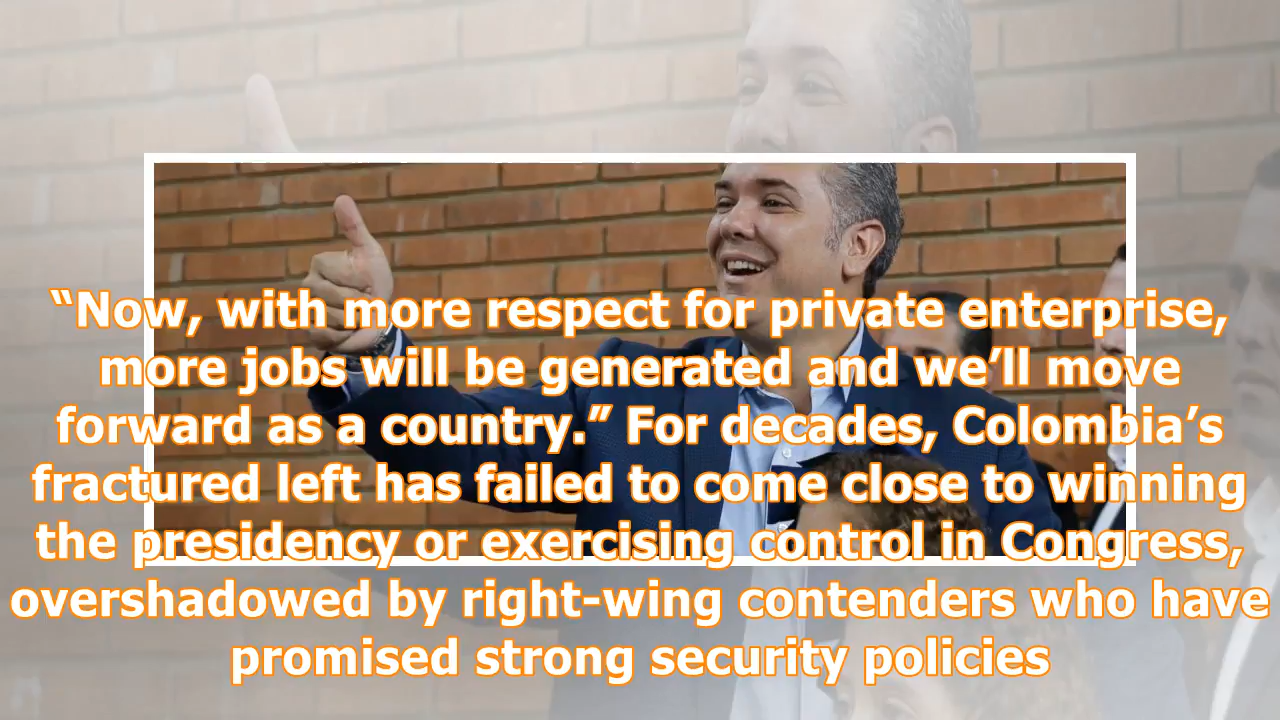 “Now, with more respect for private enterprise,
more jobs will be generated and we’ll move
forward as a country.” For decades, Colombia’s
fractured left has failed to come close to winning
the presidency or exercising control in Congress,
overshadowed by right-wing contenders who have
promised strong security policies